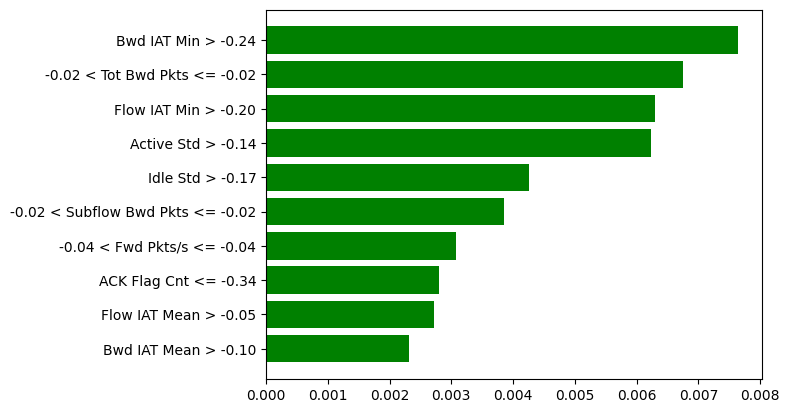 Bwd IAT Min > -0.24
-0.02 < Tot Bwd Pkts <= -0.02
Flow IAT Min > -0.20
Active Std > -0.14
Idle Std > -0.17
-0.02 < Subflow Bwd Pkts <= -0.02
-0.04 < Fwd Pkts/s <= -0.04
ACK Flag Cnt <= -0.34
Flow IAT Mean > -0.05
Bwd IAT Mean > -0.10
0.000 0.001 0.002 0.003 0.004 0.005 0.006 0.007 0.008